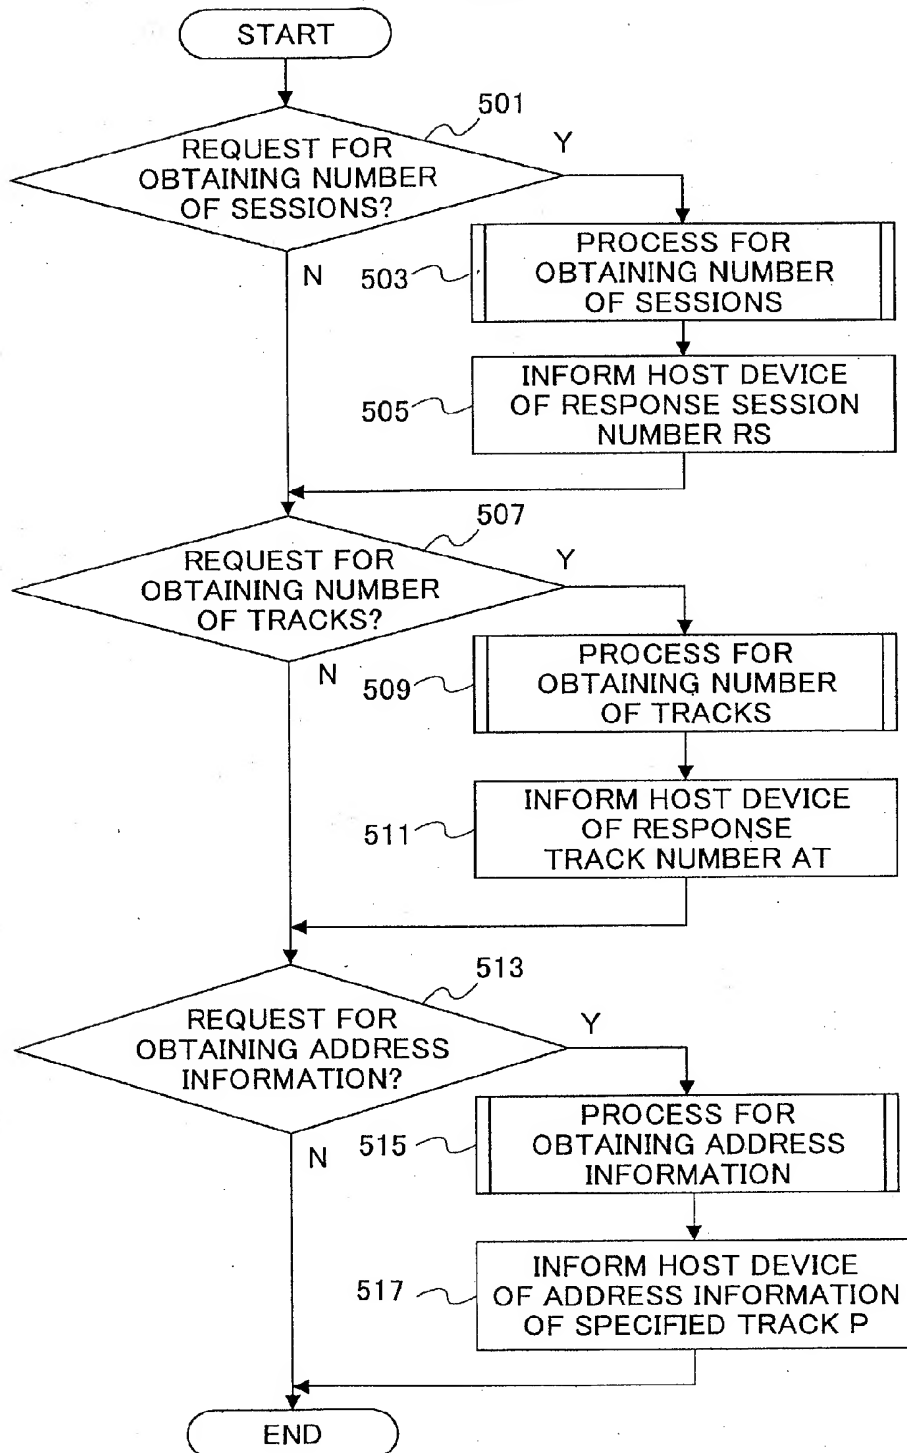 START
501
REQUEST FOR
OBTAINING NUMBER
OF SESSIONS?
Y
N
503
PROCESS FOR
OBTAINING NUMBER
OF SESSIONS
505
INFORM HOST DEVICE
OF RESPONSE SESSION
NUMBER RS
507
REQUEST FOR
OBTAINING NUMBER
OF TRACKS?
Y
N
509
PROCESS FOR
OBTAINING NUMBER
OF TRACKS
511
INFORM HOST DEVICE
OF RESPONSE
TRACK NUMBER AT
513
REQUEST FOR
OBTAINING ADDRESS
INFORMATION?
Y
N
515
PROCESS FOR
OBTAINING ADDRESS
INFORMATION
517
INFORM HOST DEVICE
OF ADDRESS INFORMATION
OF SPECIFIED TRACK P
END